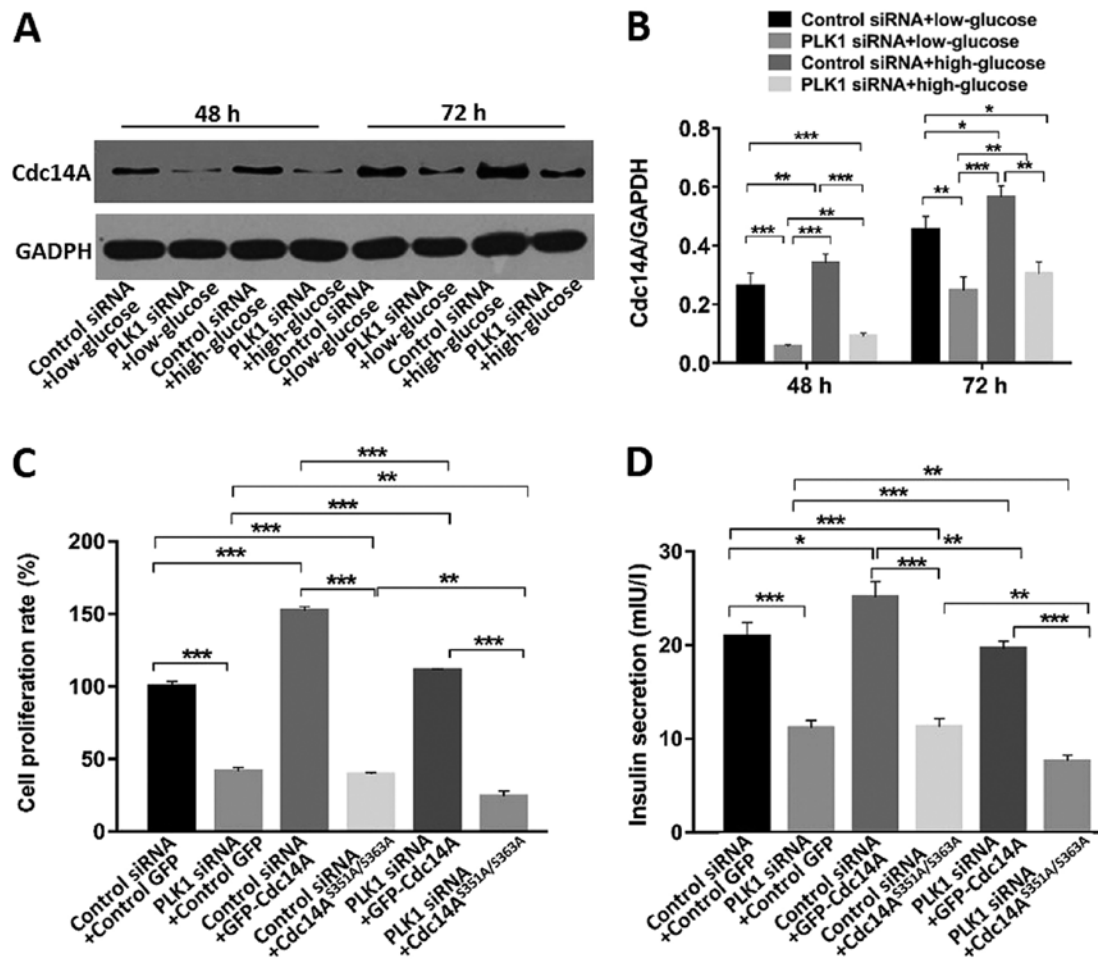 A
48 h
72 h
Cdc14A
GADPH
Control siRNA
+low-glucose
PLK1 siRNA
+low-glucose
Control siRNA
+high-glucose
PLK1 siRNA
+high-glucose
Control siRNA
+low-glucose
PLK1 siRNA
+low-glucose
Control siRNA
+high-glucose
PLK1 siRNA
+high-glucose
B
Control siRNA+low-glucose
PLK1 siRNA+low-glucose
Control siRNA+high-glucose
PLK1 siRNA+high-glucose
Cdc14A/GAPDH
0.8
0.6
0.4
0.2
0.0
***
** ***
**
*** ***
*
*
**
*** **
** 
48 h
72 h
C
Cell proliferation rate (%)
200
150
100
50
0
***
**
***
***
***
*** **
*** ***
Control siRNA
+Control GFP
PLK1 siRNA
+Control GFP
Control siRNA
+GFP-Cdc14A
Control siRNA
+Cdc14AS351A/S363A
PLK1 siRNA
+GFP-Cdc14A
PLK1 siRNA
+Cdc14AS351A/S363A
D
Insulin secretion (mIU/l)
30
20
10
0
**
***
***
* **
***
*** **
***
Control siRNA
+Control GFP
PLK1 siRNA
+Control GFP
Control siRNA
+GFP-Cdc14A
Control siRNA
+Cdc14AS351A/S363A
PLK1 siRNA
+GFP-Cdc14A
PLK1 siRNA
+Cdc14AS351A/S363A